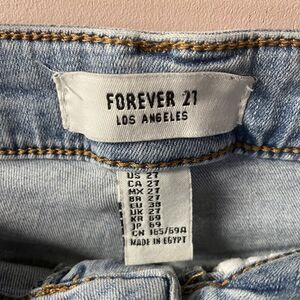 FOREVER 21
LOS ANGELES
US 27
CA 27
MX 27
BR 27
EU 38
UK 27
KR 69
JP 69
CN 165/69A
MADE IN EGYPT